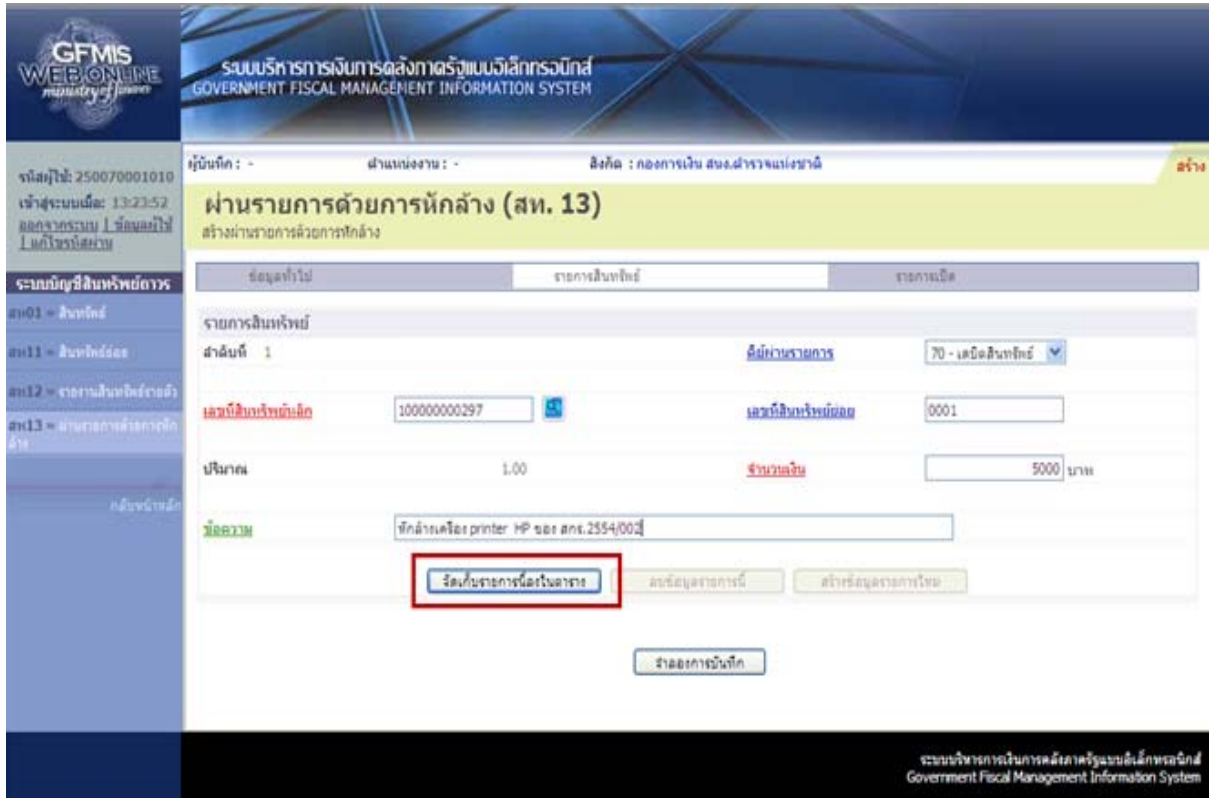 GFMIS
WEB ONLINE
ministry of finance
ระบบบริหารการเงินการคลังภาครัฐแบบอิเล็กทรอนิกส์
GOVERNMENT FISCAL MANAGEMENT INFORMATION SYSTEM
รหัสผู้ใช้: 250070001010
เข้าสู่ระบบเมื่อ: 13:23:52
ออกจากระบบ | ข้อมูลผู้ใช้
| แก้ไขรหัสผ่าน
ระบบบัญชีสินทรัพย์ถาวร
สท01 » สินทรัพย์
สท11 » สินทรัพย์ย่อย
สท12 » รายงานสินทรัพย์รายตัว
สท13 » ผ่านรายการด้วยการหักล้าง
กลับหน้าหลัก
ผู้บันทึก : - ตำแหน่งงาน : - สังกัด : กองการเงิน สนง.ตำรวจแห่งชาติ สร้าง
ผ่านรายการด้วยการหักล้าง (สท. 13)
สร้างผ่านรายการด้วยการหักล้าง
ข้อมูลทั่วไป รายการสินทรัพย์ รายการเปิด
รายการสินทรัพย์
ลำดับที่ 1 คีย์ผ่านรายการ 70 - เดบิตสินทรัพย์
เลขที่สินทรัพย์หลัก 100000000297 เลขที่สินทรัพย์ย่อย 0001
ปริมาณ 1.00 จำนวนเงิน 5000 บาท
ข้อความ หักล้างเครื่อง printer HP ของ สกธ.2554/002
จัดเก็บรายการนี้ลงในตาราง ลบข้อมูลรายการนี้ สร้างข้อมูลรายการใหม่
จำลองการบันทึก
ระบบบริหารการเงินการคลังภาครัฐแบบอิเล็กทรอนิกส์
Government Fiscal Management Information System